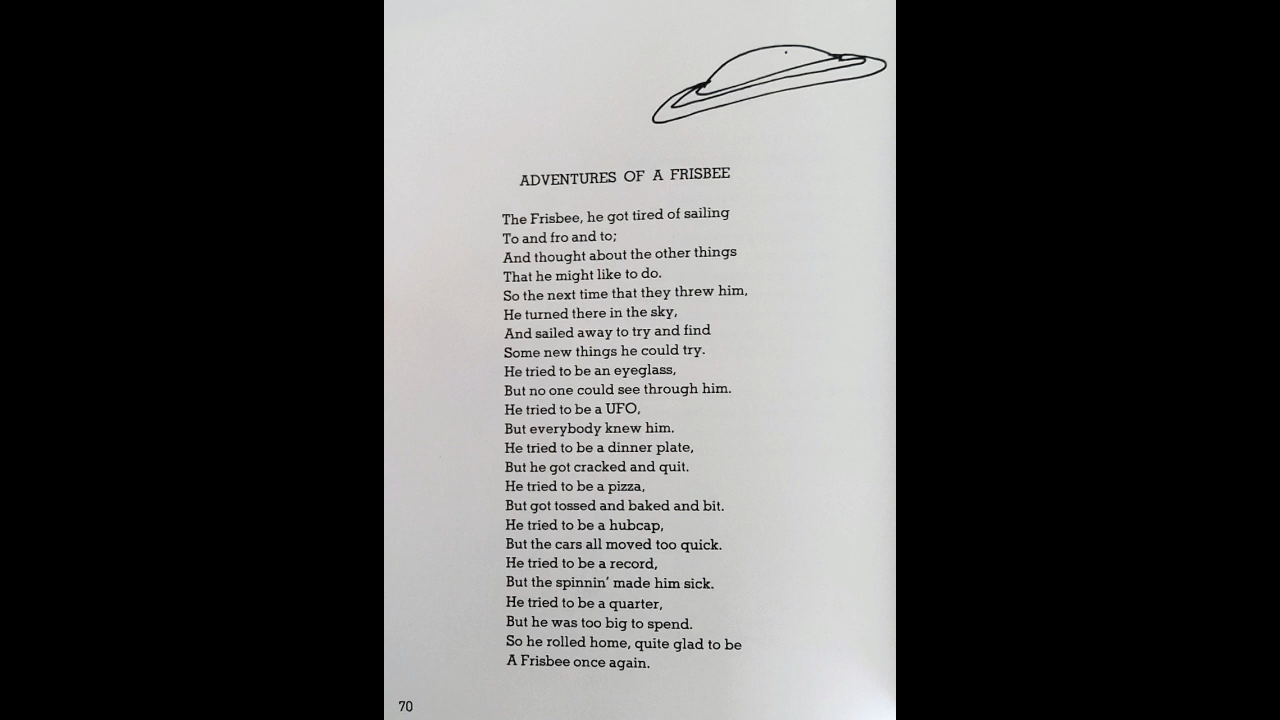 ADVENTURES OF A FRISBEE
The Frisbee, he got tired of sailing
To and fro and to;
And thought about the other things
That he might like to do.
So the next time that they threw him,
He turned there in the sky,
And sailed away to try and find
Some new things he could try.
He tried to be an eyeglass,
But no one could see through him.
He tried to be a UFO,
But everybody knew him.
He tried to be a dinner plate,
But he got cracked and quit.
He tried to be a pizza,
But got tossed and baked and bit.
He tried to be a hubcap,
But the cars all moved too quick.
He tried to be a record,
But the spinnin’ made him sick.
He tried to be a quarter,
But he was too big to spend.
So he rolled home, quite glad to be
A Frisbee once again.
70